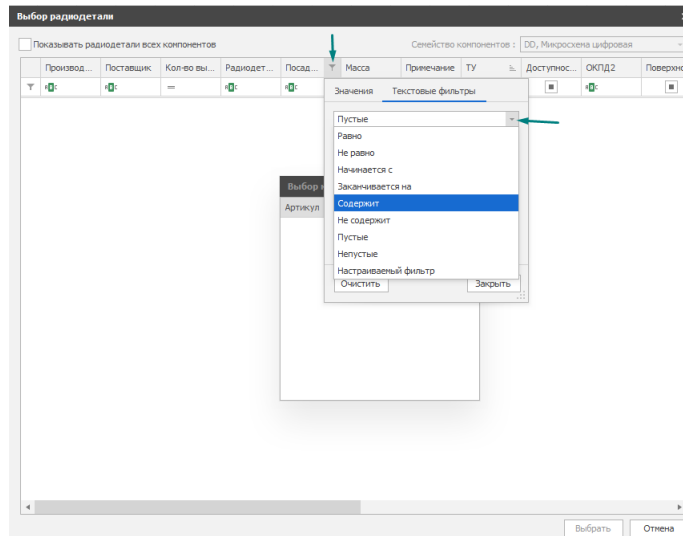 Выбор радиодетали
Показывать радиодетали всех компонентов
Семейство компонентов : DD, Микросхема цифровая
Производ... Поставщик Кол-во вы... Радиодет... Посад... Масса Примечание ТУ Доступнос... ОКПД2 Поверхно
Значения Текстовые фильтры
Пустые
Равно
Не равно
Начинается с
Заканчивается на
Содержит
Не содержит
Пустые
Непустые
Настраиваемый фильтр
Очистить Закрыть
Выбор
Артикул
Выбрать Отмена